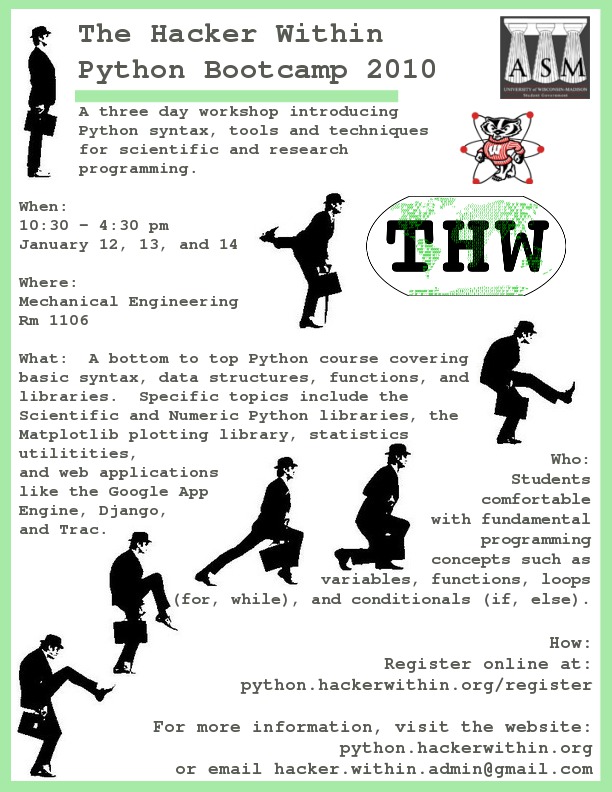 The Hacker Within
Python Bootcamp 2010
ASM
UNIVERSITY of WISCONSIN-MADISON
Student Government
A three day workshop introducing
Python syntax, tools and techniques
for scientific and research
programming.
W
When:
10:30 – 4:30 pm
January 12, 13, and 14
THW
Where:
Mechanical Engineering
Rm 1106
What:  A bottom to top Python course covering
basic syntax, data structures, functions, and
libraries.  Specific topics include the
Scientific and Numeric Python libraries, the
Matplotlib plotting library, statistics
utilitities,
and web applications
like the Google App
Engine, Django,
and Trac.
Who:
Students
comfortable
with fundamental
programming
concepts such as
variables, functions, loops
(for, while), and conditionals (if, else).
How:
Register online at:
python.hackerwithin.org/register
For more information, visit the website:
python.hackerwithin.org
or email hacker.within.admin@gmail.com